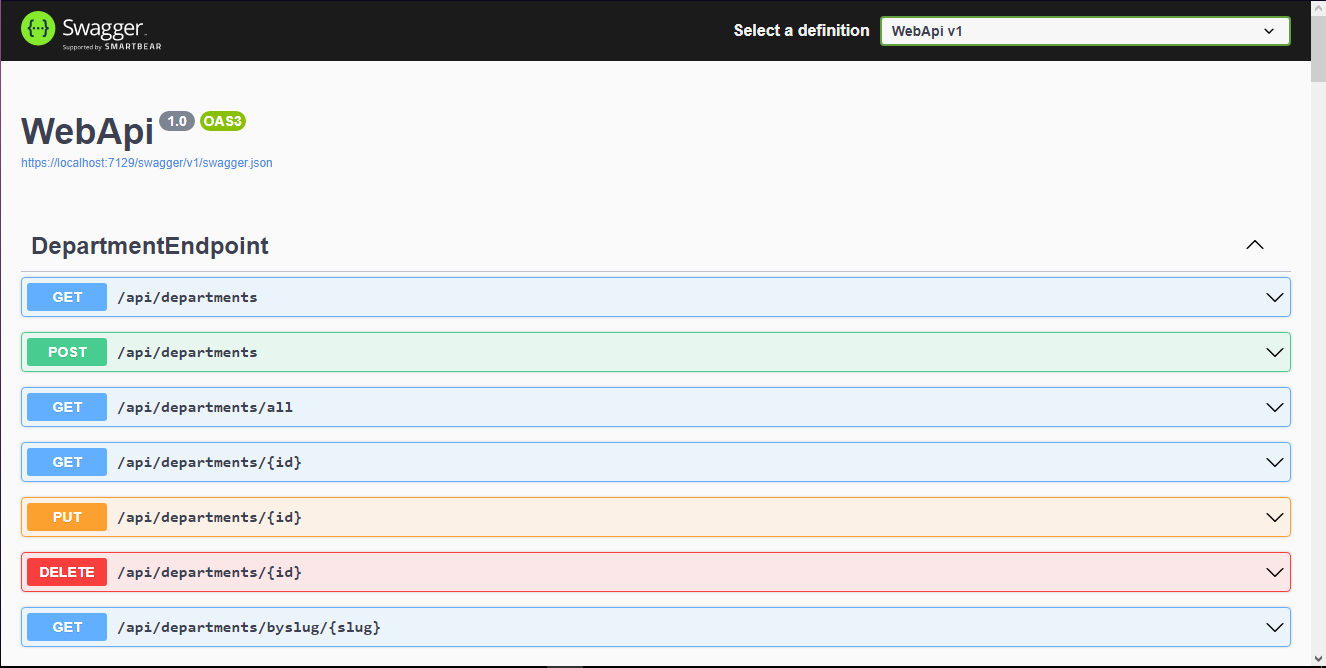 Swagger
Supported by SMARTBEAR
Select a definition
WebApi v1
WebApi 1.0 OAS3
https://localhost:7129/swagger/v1/swagger.json
DepartmentEndpoint
GET /api/departments
POST /api/departments
GET /api/departments/all
GET /api/departments/{id}
PUT /api/departments/{id}
DELETE /api/departments/{id}
GET /api/departments/byslug/{slug}